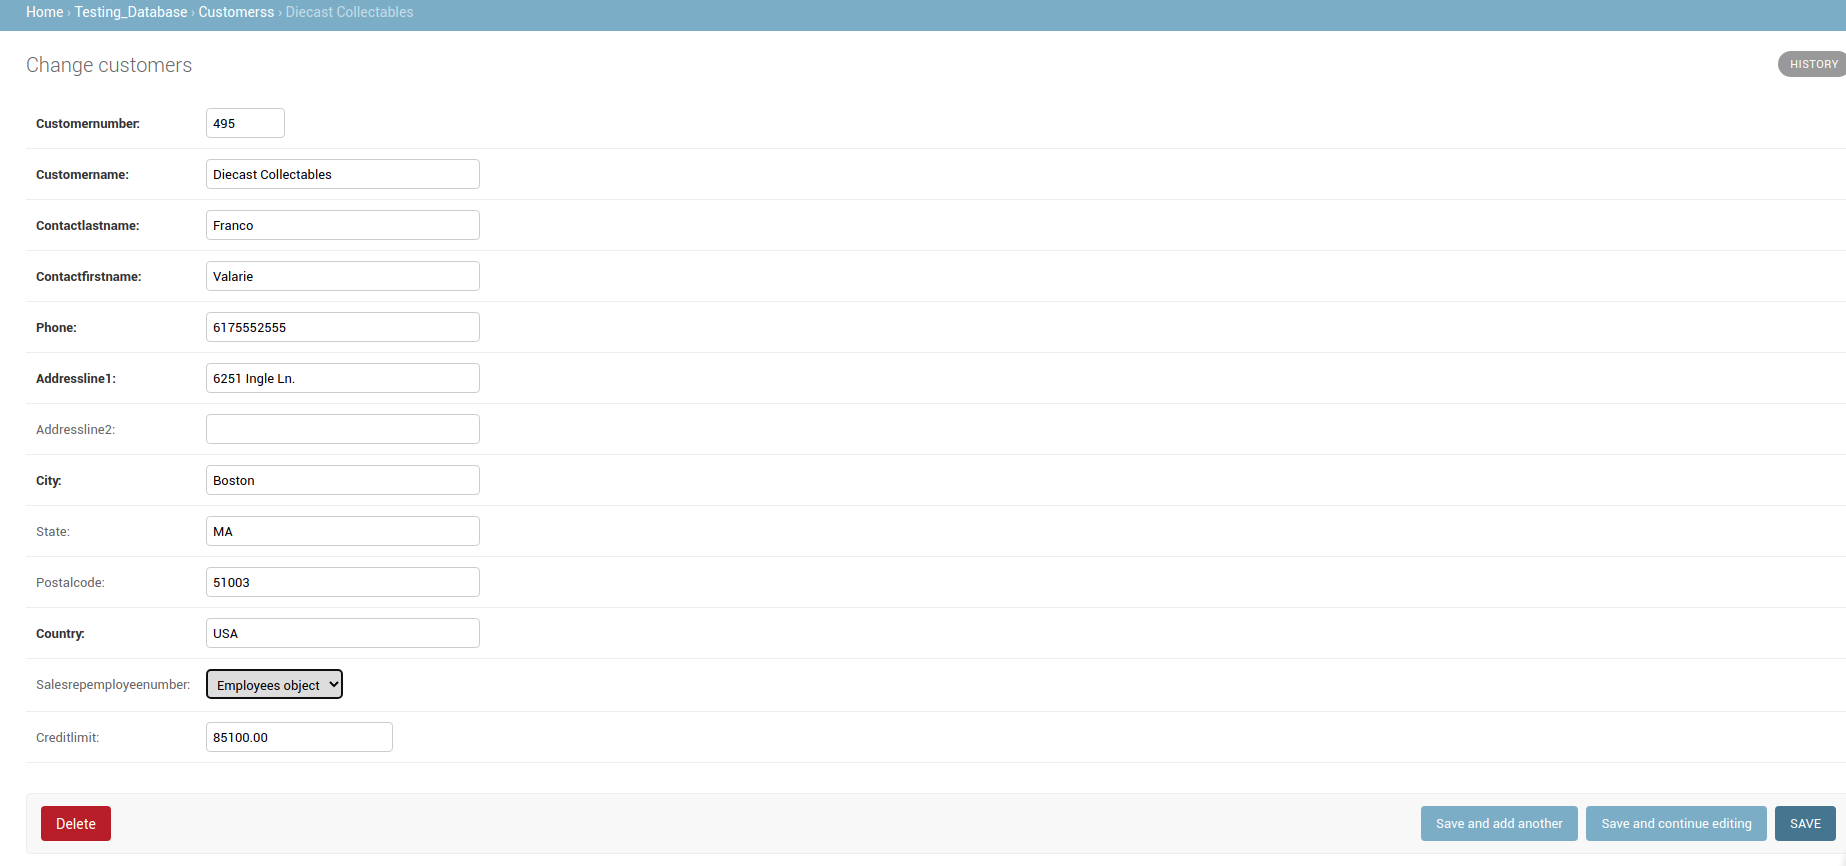 Home › Testing_Database › Customerss › Diecast Collectables
Change customers
HISTORY
Customernumber: 495
Customername: Diecast Collectables
Contactlastname: Franco
Contactfirstname: Valarie
Phone: 6175552555
Addressline1: 6251 Ingle Ln.
Addressline2:
City: Boston
State: MA
Postalcode: 51003
Country: USA
Salesrepemployeenumber: Employees object
Creditlimit: 85100.00
Delete
Save and add another
Save and continue editing
SAVE